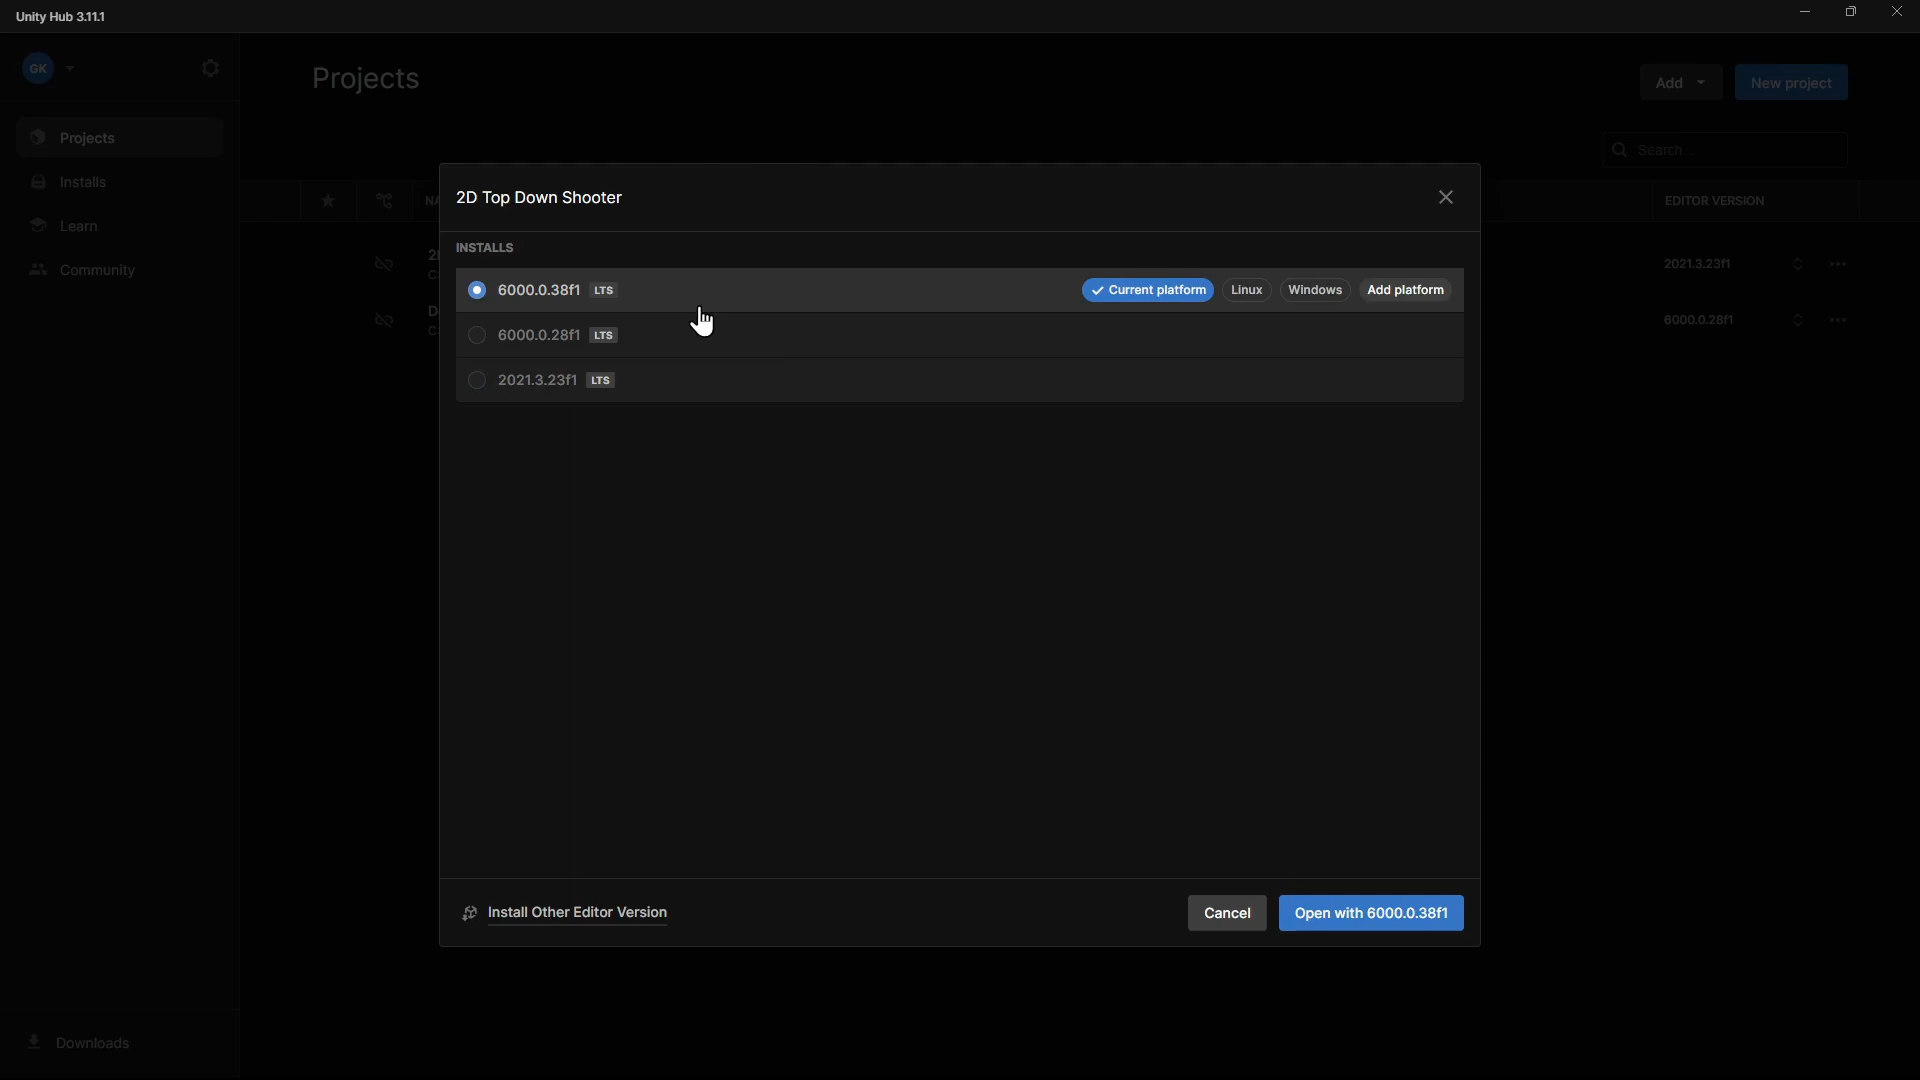 Unity Hub 3.11.1
GK
Projects
Add
New project
Projects
Search...
Installs
Learn
Community
NA
EDITOR VERSION
2D Top Down Shooter
INSTALLS
2021.3.23f1
C:
6000.0.38f1 LTS
Current platform
Linux
Windows
Add platform
6000.0.28f1
C:
6000.0.28f1 LTS
2021.3.23f1 LTS
Install Other Editor Version
Cancel
Open with 6000.0.38f1
Downloads